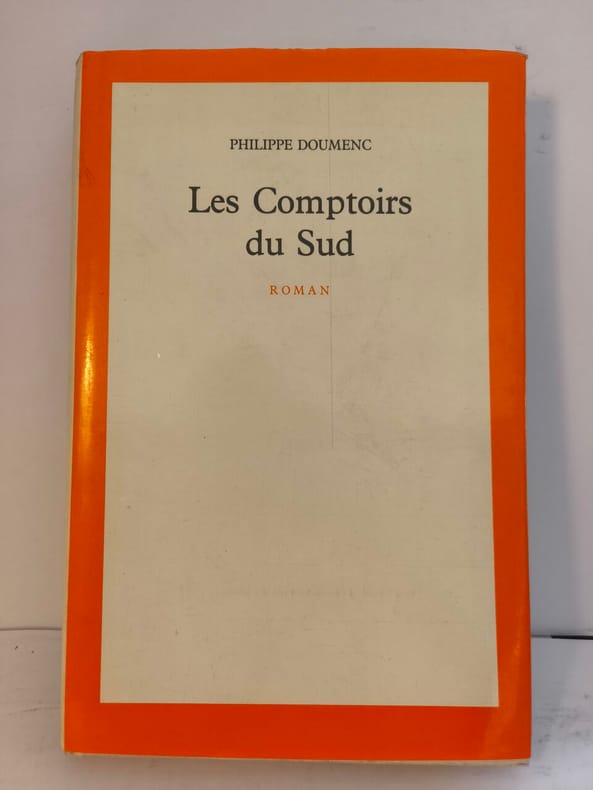 PHILIPPE DOUMENC
Les Comptoirs
du Sud
ROMAN